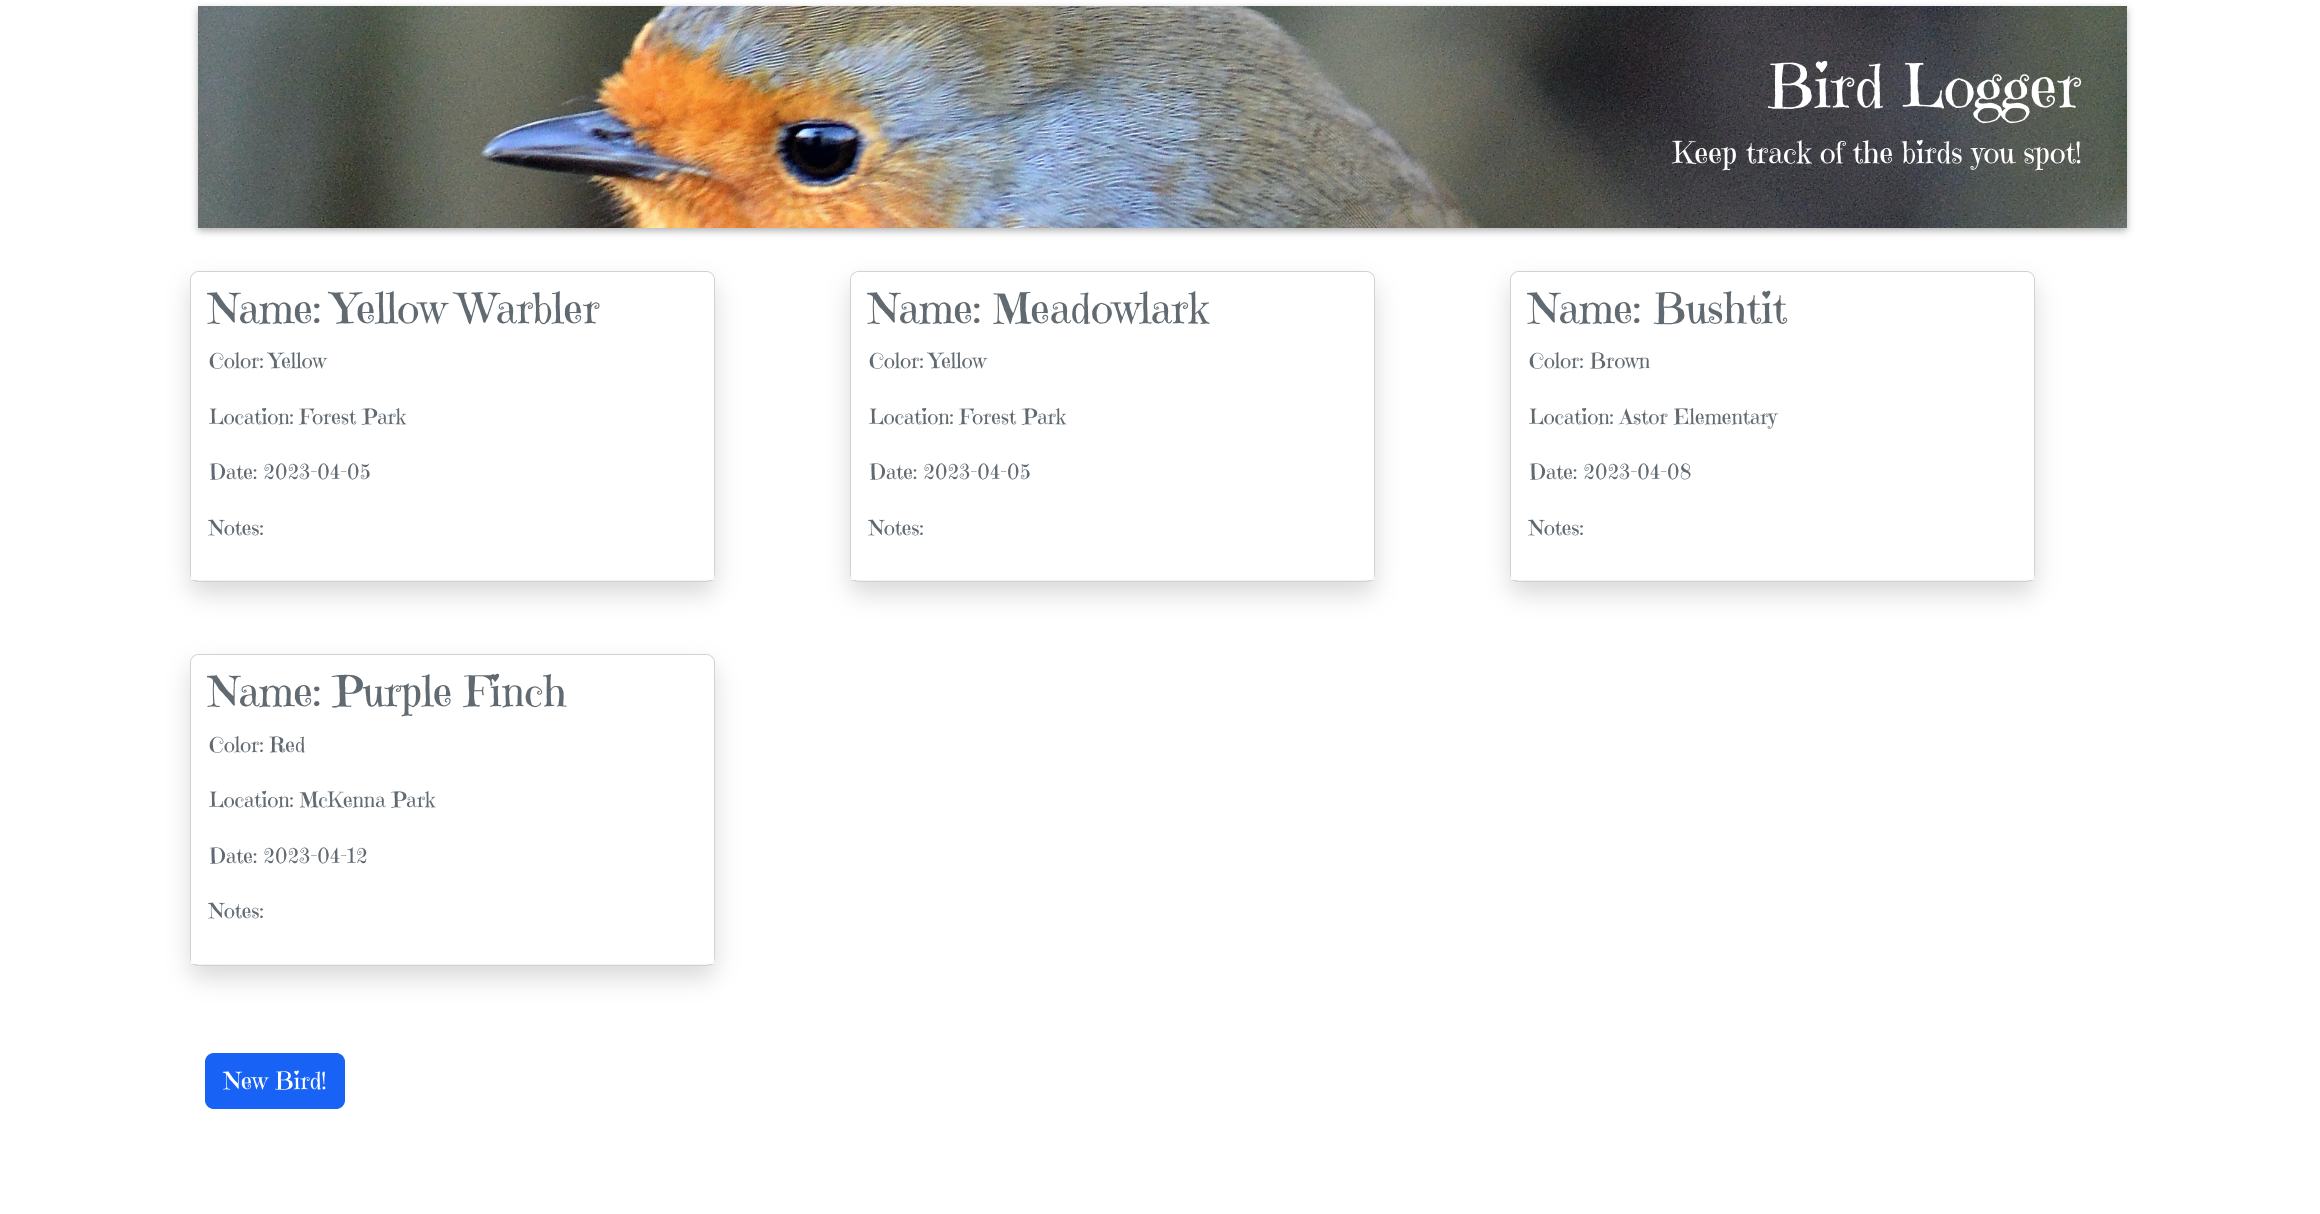 Bird Logger
Keep track of the birds you spot!
Name: Yellow Warbler
Color: Yellow
Location: Forest Park
Date: 2023-04-05
Notes:
Name: Meadowlark
Color: Yellow
Location: Forest Park
Date: 2023-04-05
Notes:
Name: Bushtit
Color: Brown
Location: Astor Elementary
Date: 2023-04-08
Notes:
Name: Purple Finch
Color: Red
Location: McKenna Park
Date: 2023-04-12
Notes:
New Bird!